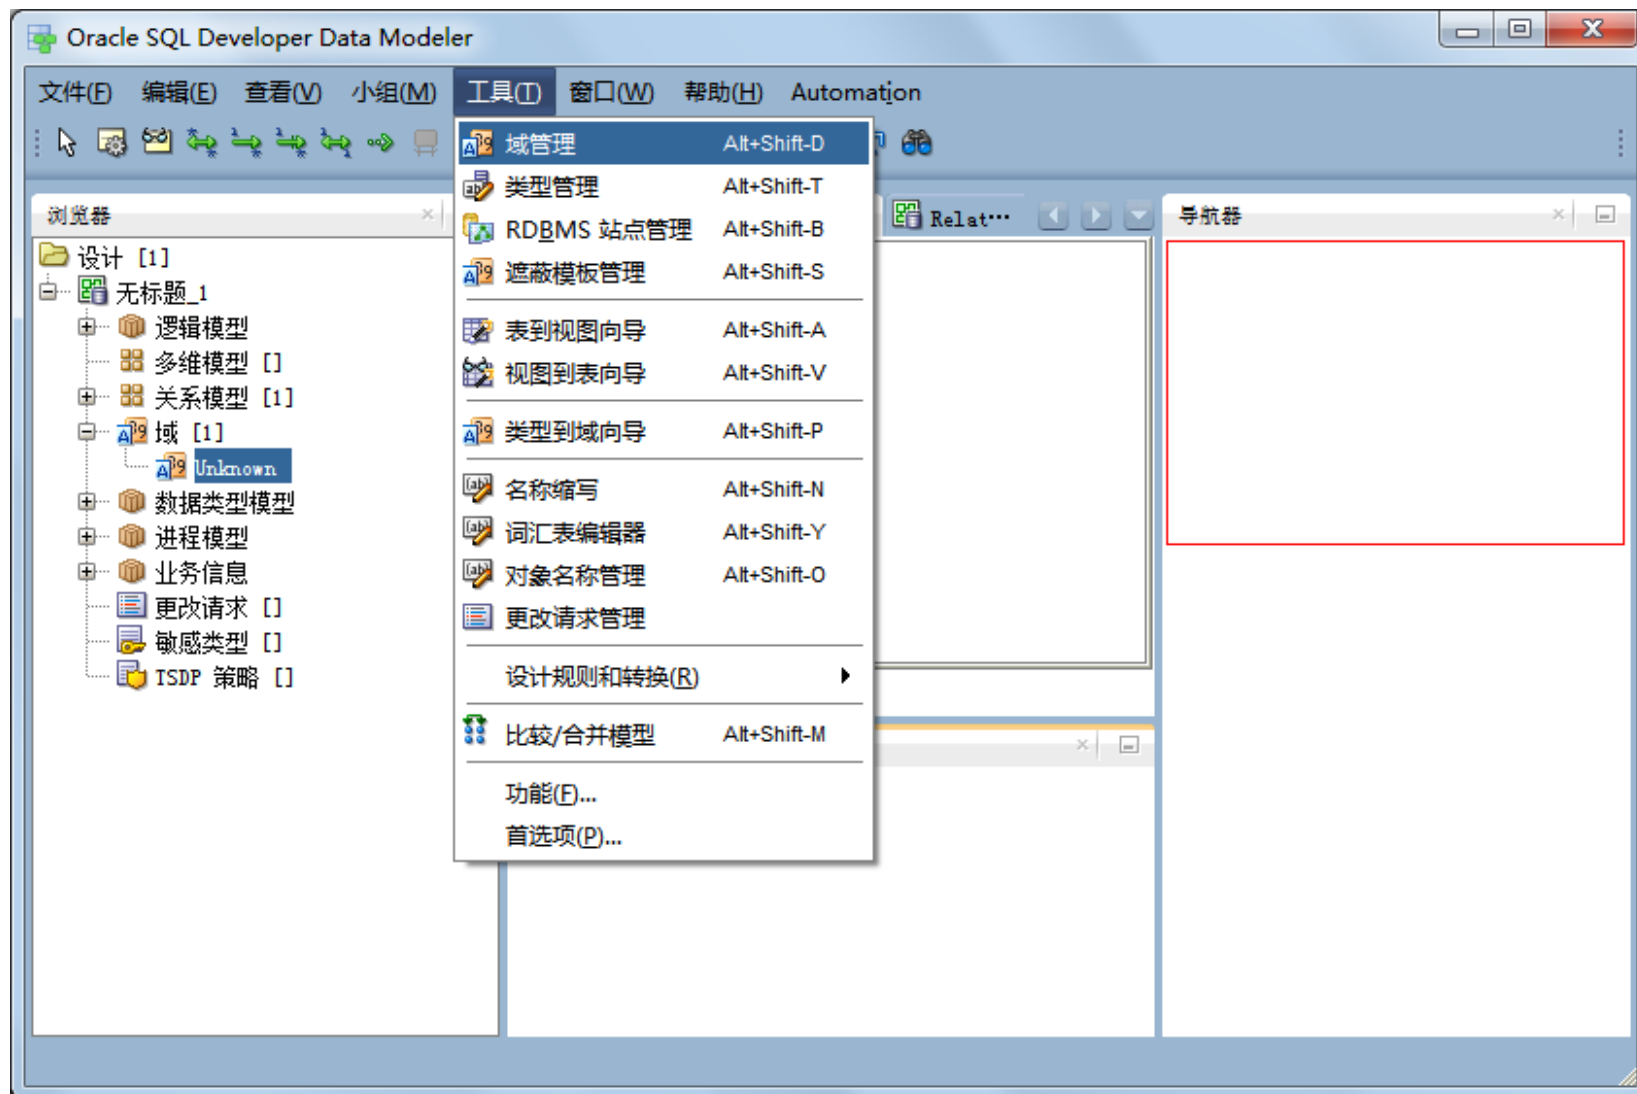 Oracle SQL Developer Data Modeler
文件(F) 编辑(E) 查看(V) 小组(M) 工具(T) 窗口(W) 帮助(H) Automation
浏览器
设计 [1]
无标题_1
逻辑模型
多维模型 []
关系模型 [1]
域 [1]
Unknown
数据类型模型
进程模型
业务信息
更改请求 []
敏感类型 []
TSDP 策略 []
域管理 Alt+Shift-D
类型管理 Alt+Shift-T
RDBMS 站点管理 Alt+Shift-B
遮蔽模板管理 Alt+Shift-S
表到视图向导 Alt+Shift-A
视图到表向导 Alt+Shift-V
类型到域向导 Alt+Shift-P
名称缩写 Alt+Shift-N
词汇表编辑器 Alt+Shift-Y
对象名称管理 Alt+Shift-O
更改请求管理
设计规则和转换(R)
比较/合并模型 Alt+Shift-M
功能(F)...
首选项(P)...
Relat...
导航器